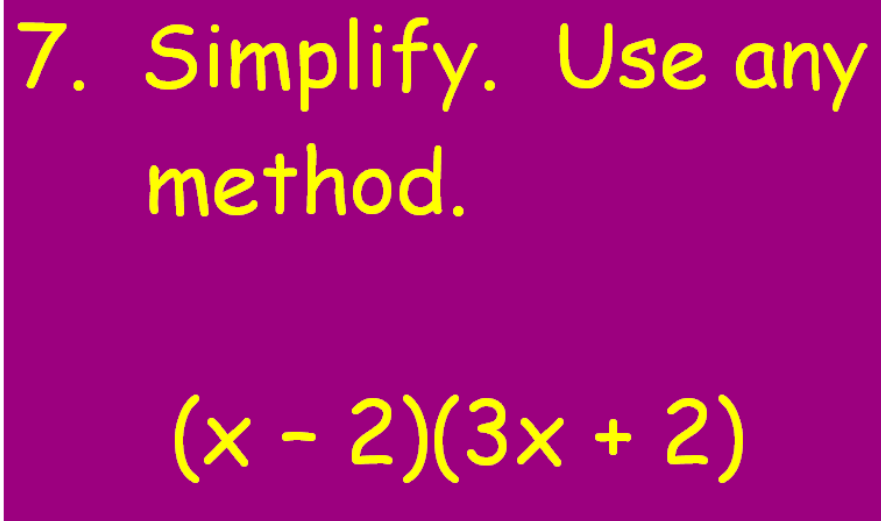 7. Simplify. Use any
method.
(x – 2)(3x + 2)